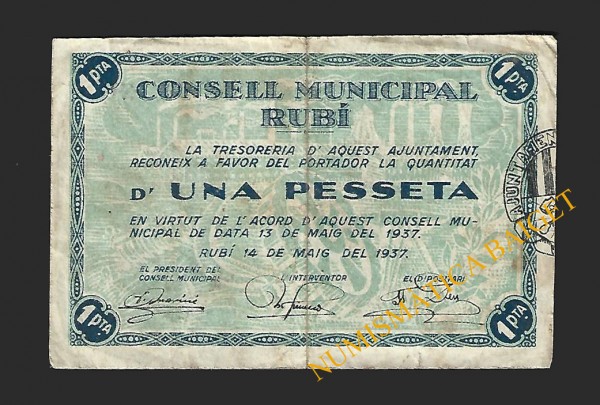 1 PTA
1 PTA
CONSELL MUNICIPAL
RUBÍ
LA TRESORERIA D'AQUEST AJUNTAMENT,
RECONEIX A FAVOR DEL PORTADOR LA QUANTITAT
D' UNA PESSETA
EN VIRTUT DE L'ACORD D'AQUEST CONSELL MU-
NICIPAL DE DATA 13 DE MAIG DEL 1937.
RUBÍ 14 DE MAIG DEL 1937.
EL PRESIDENT DEL
CONSELL MUNICIPAL
L'INTERVENTOR
EL DIPOSITARI
1 PTA
1 PTA
NUMISMATICA BAIGET